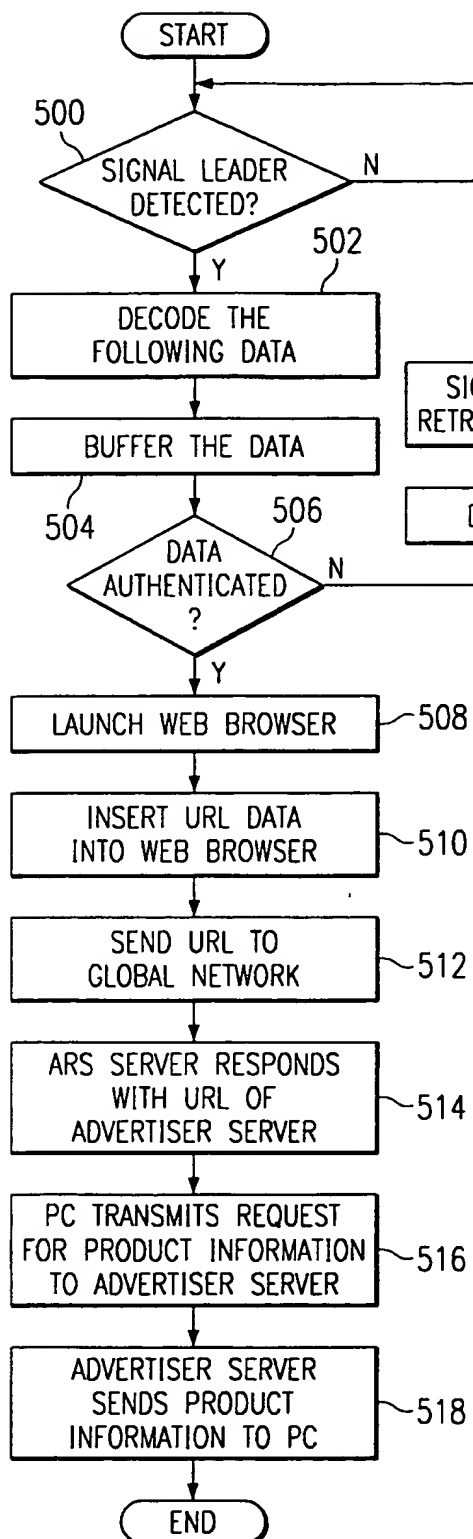 START
500
SIGNAL LEADER
DETECTED?
N
Y
502
DECODE THE
FOLLOWING DATA
BUFFER THE DATA
504
506
DATA
AUTHENTICATED
?
N
Y
LAUNCH WEB BROWSER
508
INSERT URL DATA
INTO WEB BROWSER
510
SEND URL TO
GLOBAL NETWORK
512
ARS SERVER RESPONDS
WITH URL OF
ADVERTISER SERVER
514
PC TRANSMITS REQUEST
FOR PRODUCT INFORMATION
TO ADVERTISER SERVER
516
ADVERTISER SERVER
SENDS PRODUCT
INFORMATION TO PC
518
END